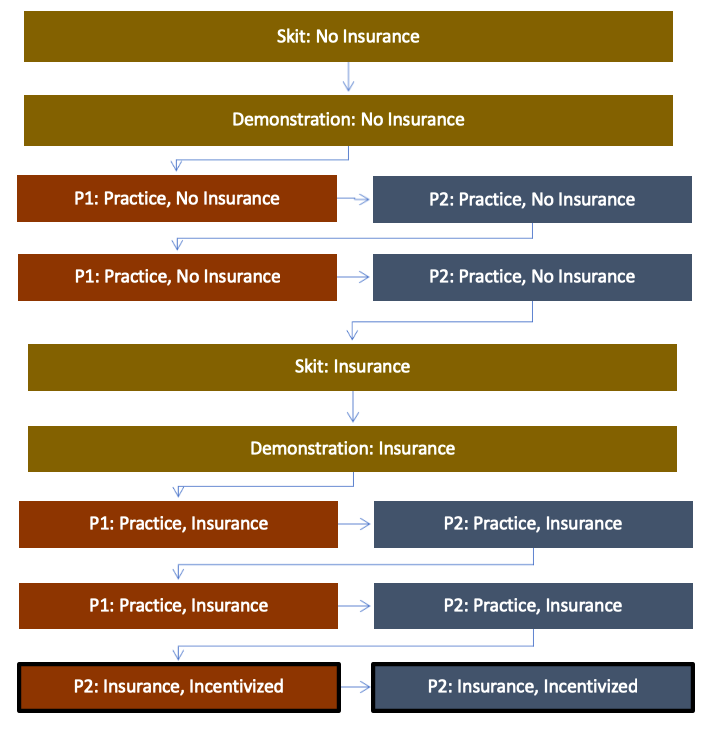 Skit: No Insurance
Demonstration: No Insurance
P1: Practice, No Insurance
P2: Practice, No Insurance
P1: Practice, No Insurance
P2: Practice, No Insurance
Skit: Insurance
Demonstration: Insurance
P1: Practice, Insurance
P2: Practice, Insurance
P1: Practice, Insurance
P2: Practice, Insurance
P2: Insurance, Incentivized
P2: Insurance, Incentivized